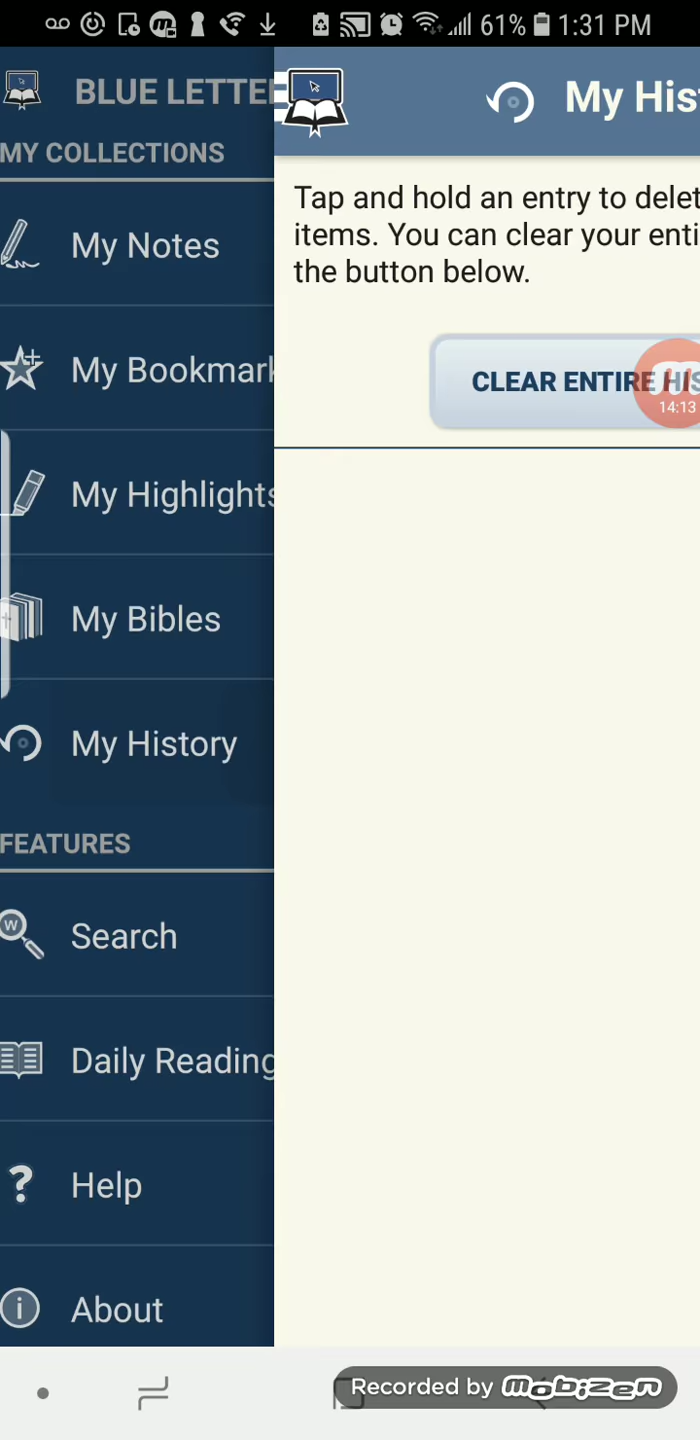 61% 1:31 PM
BLUE LETTE
MY COLLECTIONS
My Notes
My Bookmark
My Highlights
My Bibles
My History
FEATURES
Search
Daily Reading
Help
About
My His
Tap and hold an entry to delet
items. You can clear your enti
the button below.
CLEAR ENTIRE HIS
14:13
Recorded by mobizen